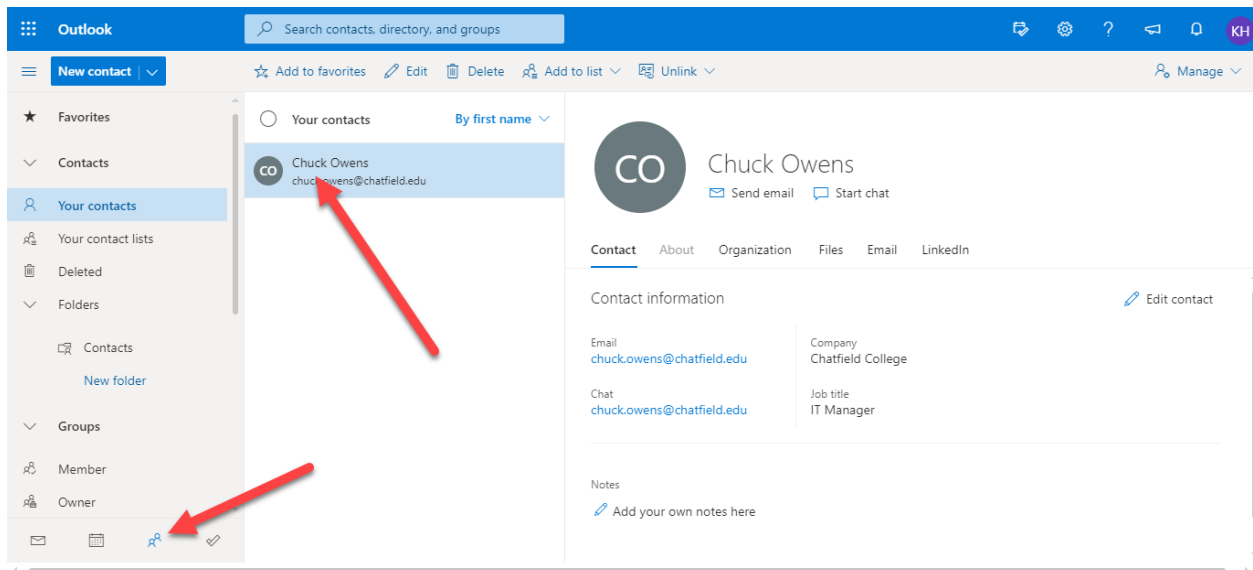 Outlook
Search contacts, directory, and groups
KH
New contact
Add to favorites Edit Delete Add to list Unlink Manage
Favorites
Contacts
Your contacts
Your contact lists
Deleted
Folders
Contacts
New folder
Groups
Member
Owner
Your contacts By first name
CO
Chuck Owens
chuck.owens@chatfield.edu
CO
Chuck Owens
Send email Start chat
Contact About Organization Files Email LinkedIn
Contact information Edit contact
Email
chuck.owens@chatfield.edu
Company
Chatfield College
Chat
chuck.owens@chatfield.edu
Job title
IT Manager
Notes
Add your own notes here